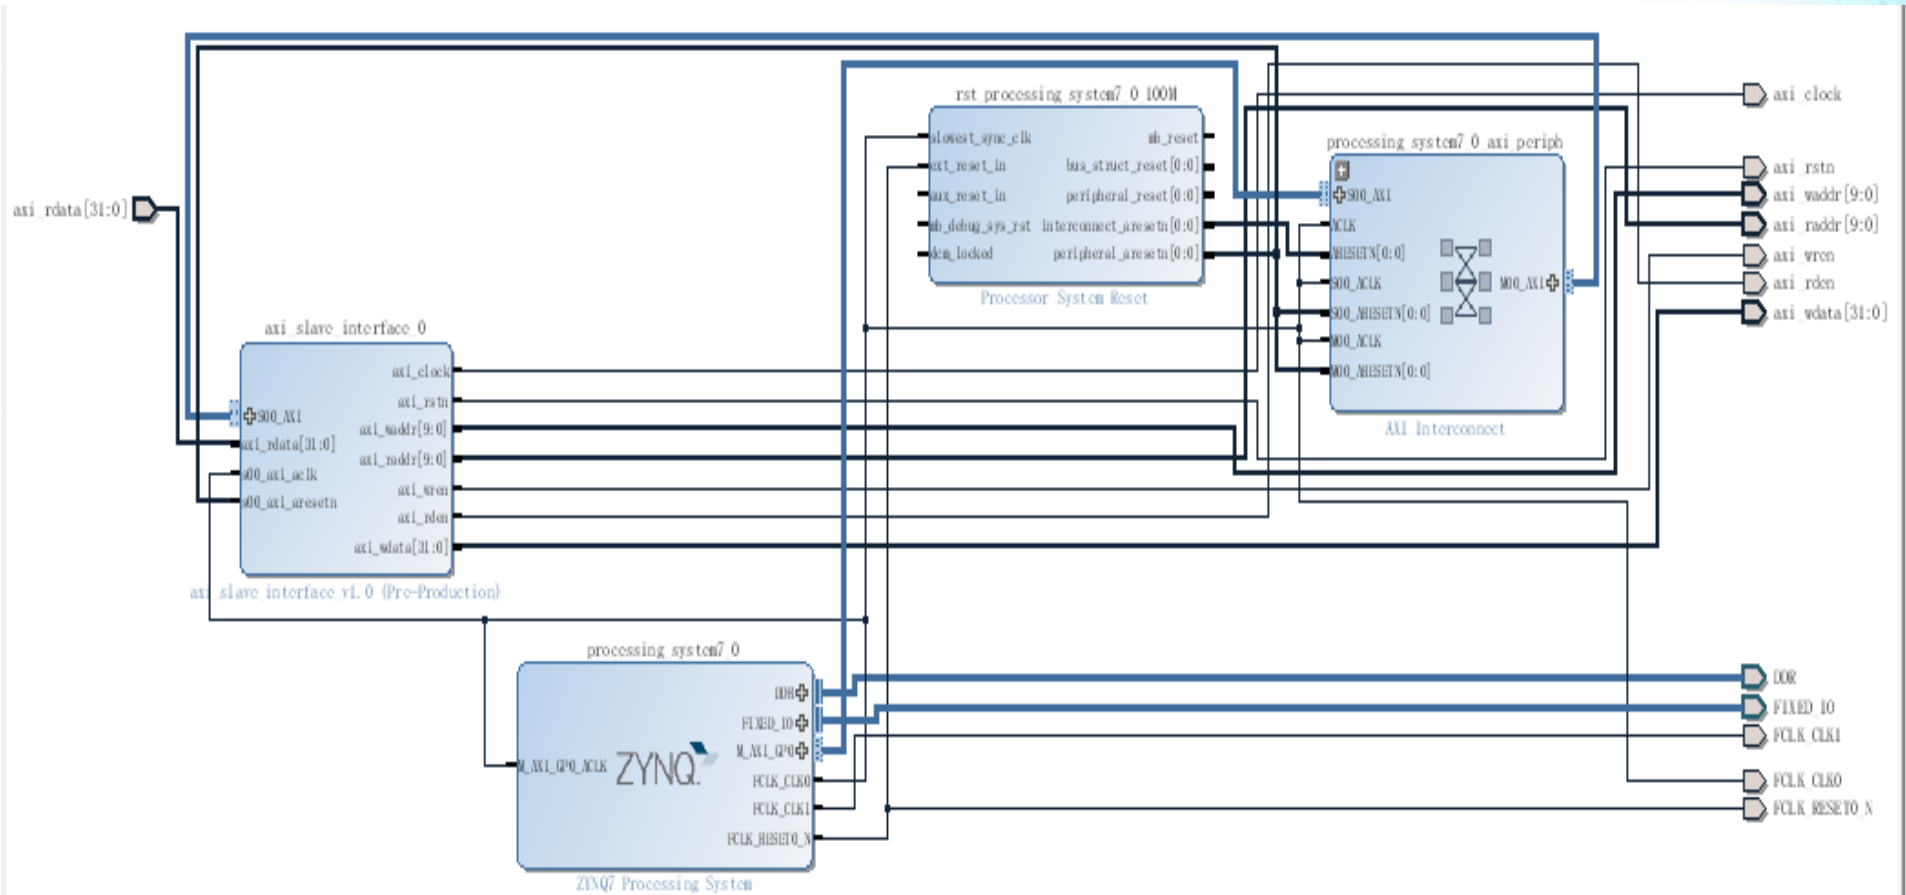 axi_rdata[31:0]
axi_slave_interface_0
S00_AXI
axi_rdata[31:0]
s00_axi_aclk
s00_axi_aresetn
axi_clock
axi_rstn
axi_waddr[9:0]
axi_raddr[9:0]
axi_wren
axi_rden
axi_wdata[31:0]
axi_slave_interface_v1.0 (Pre-Production)
rst_processing_system7_0_100M
slowest_sync_clk
ext_reset_in
aux_reset_in
mb_debug_sys_rst
dcm_locked
mb_reset
bus_struct_reset[0:0]
peripheral_reset[0:0]
interconnect_aresetn[0:0]
peripheral_aresetn[0:0]
Processor System Reset
processing_system7_0_axi_periph
S00_AXI
ACLK
ARESETN[0:0]
S00_ACLK
S00_ARESETN[0:0]
M00_ACLK
M00_ARESETN[0:0]
M00_AXI
AXI Interconnect
processing_system7_0
M_AXI_GP0_ACLK
ZYNQ
DDR
FIXED_IO
M_AXI_GP0
FCLK_CLK0
FCLK_CLK1
FCLK_RESET0_N
ZYNQ7 Processing System
axi_clock
axi_rstn
axi_waddr[9:0]
axi_raddr[9:0]
axi_wren
axi_rden
axi_wdata[31:0]
DDR
FIXED_IO
FCLK_CLK1
FCLK_CLK0
FCLK_RESET0_N